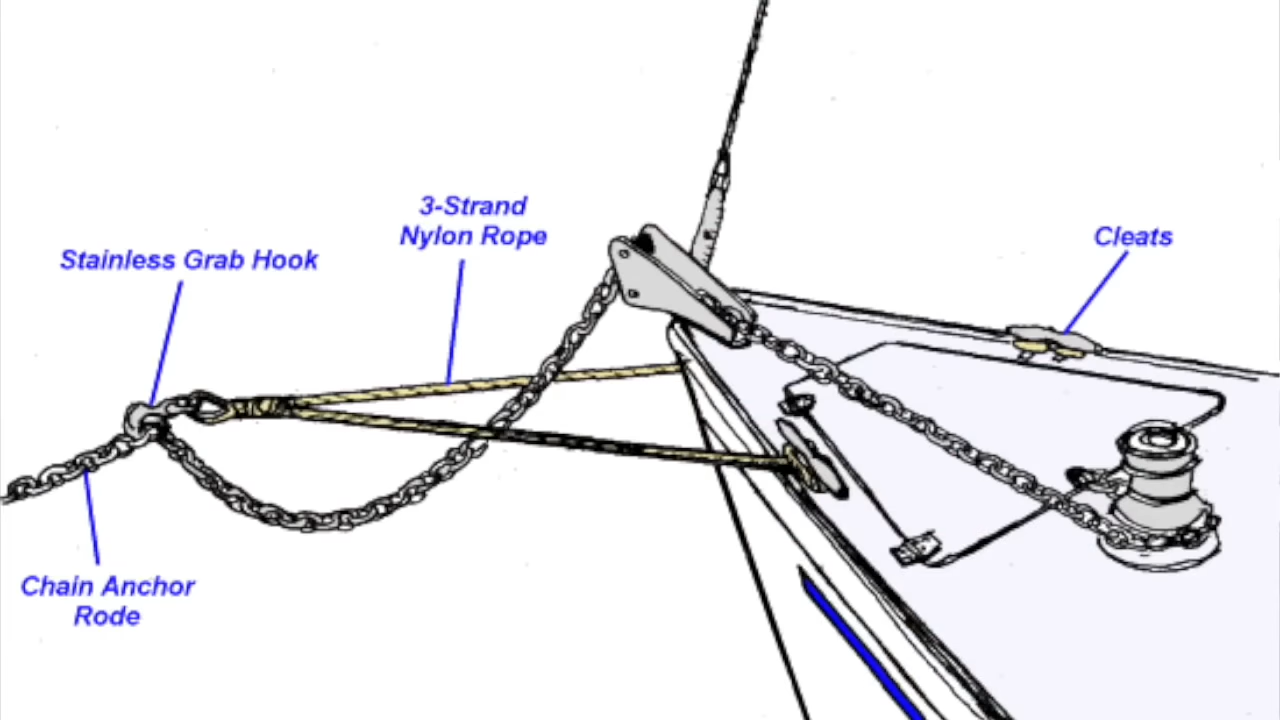 3-Strand
Nylon Rope
Cleats
Stainless Grab Hook
Chain Anchor
Rode